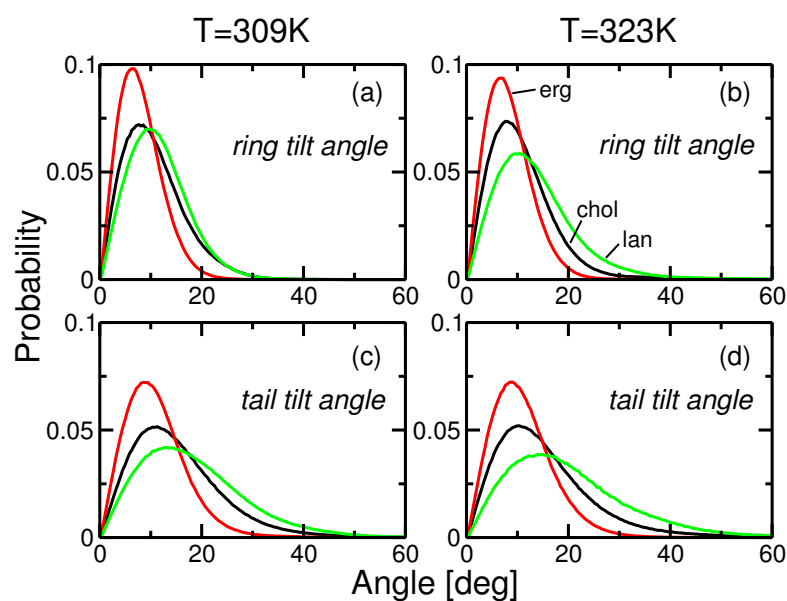 T=309K
T=323K
0.1
0.05
0
0 20 40 60
(a)
ring tilt angle
0.1
0.05
0
0 20 40 60
(b)
erg
ring tilt angle
chol
lan
Probability
0.1
0.05
0
0 20 40 60
(c)
tail tilt angle
0.1
0.05
0
0 20 40 60
(d)
tail tilt angle
Angle [deg]